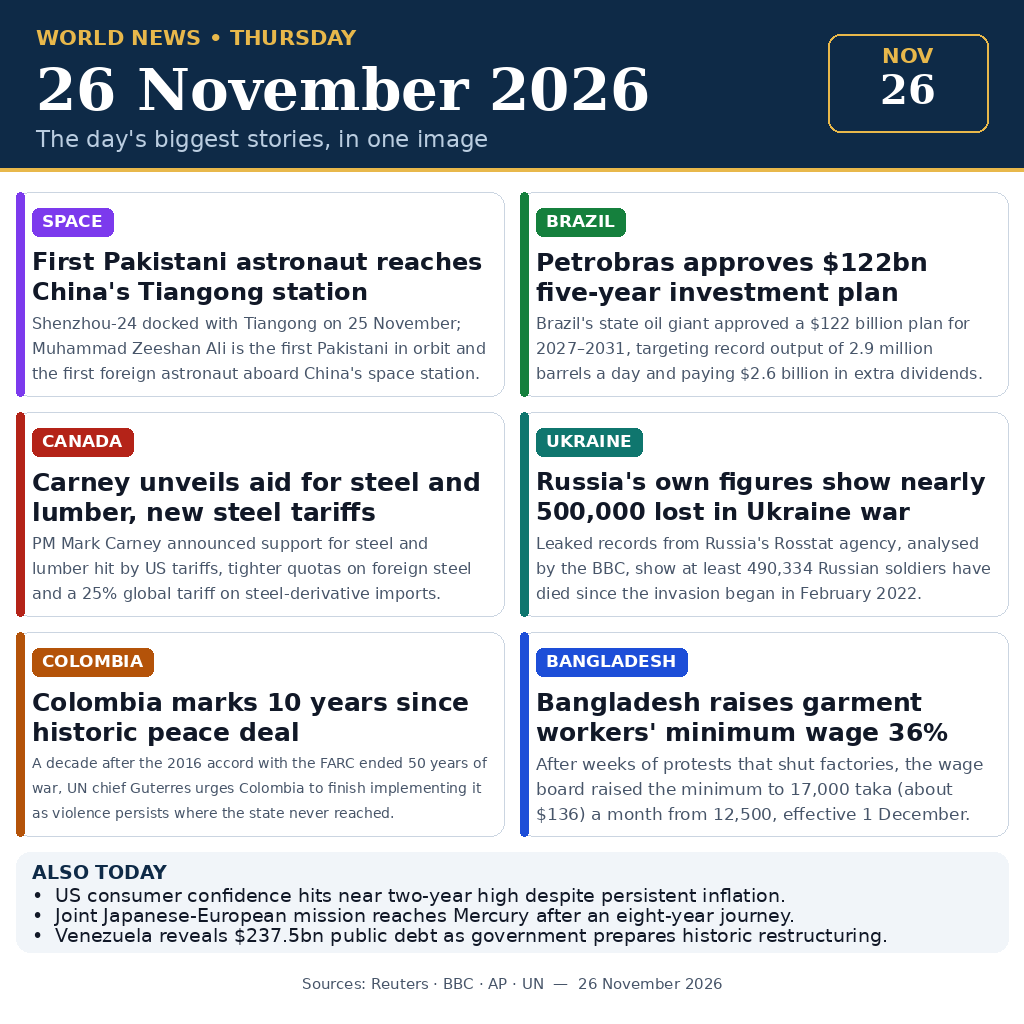 WORLD NEWS • THURSDAY
26 November 2026
The day's biggest stories, in one image
NOV
26
SPACE
First Pakistani astronaut reaches
China's Tiangong station
Shenzhou-24 docked with Tiangong on 25 November;
Muhammad Zeeshan Ali is the first Pakistani in orbit and
the first foreign astronaut aboard China's space station.
BRAZIL
Petrobras approves $122bn
five-year investment plan
Brazil's state oil giant approved a $122 billion plan for
2027–2031, targeting record output of 2.9 million
barrels a day and paying $2.6 billion in extra dividends.
CANADA
Carney unveils aid for steel and
lumber, new steel tariffs
PM Mark Carney announced support for steel and
lumber hit by US tariffs, tighter quotas on foreign steel
and a 25% global tariff on steel-derivative imports.
UKRAINE
Russia's own figures show nearly
500,000 lost in Ukraine war
Leaked records from Russia's Rosstat agency, analysed
by the BBC, show at least 490,334 Russian soldiers have
died since the invasion began in February 2022.
COLOMBIA
Colombia marks 10 years since
historic peace deal
A decade after the 2016 accord with the FARC ended 50 years of
war, UN chief Guterres urges Colombia to finish implementing it
as violence persists where the state never reached.
BANGLADESH
Bangladesh raises garment
workers' minimum wage 36%
After weeks of protests that shut factories, the wage
board raised the minimum to 17,000 taka (about
$136) a month from 12,500, effective 1 December.
ALSO TODAY
• US consumer confidence hits near two-year high despite persistent inflation.
• Joint Japanese-European mission reaches Mercury after an eight-year journey.
• Venezuela reveals $237.5bn public debt as government prepares historic restructuring.
Sources: Reuters · BBC · AP · UN — 26 November 2026